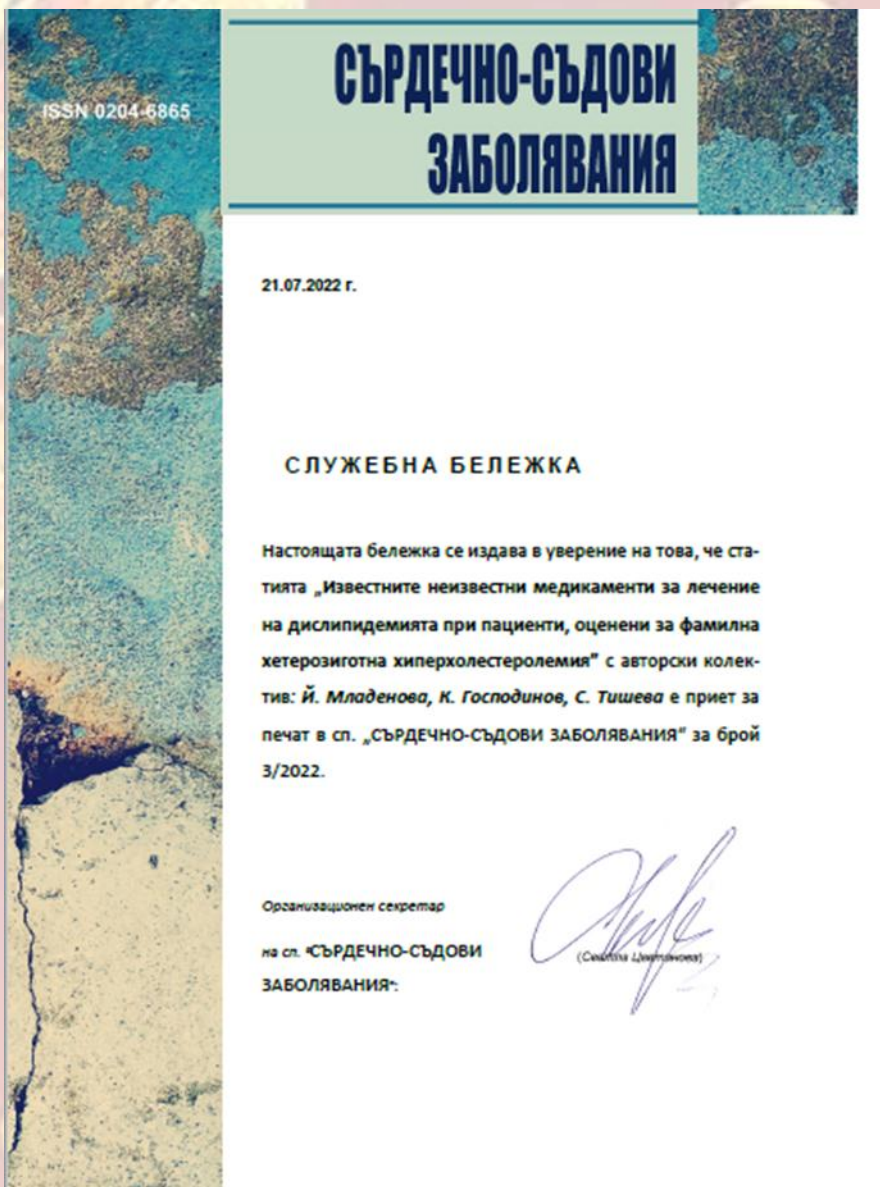 ISSN 0204-6865
СЪРДЕЧНО-СЪДОВИ
ЗАБОЛЯВАНИЯ
21.07.2022 г.
СЛУЖЕБНА БЕЛЕЖКА
Настоящата бележка се издава в уверение на това, че ста-
тията „Известните неизвестни медикаменти за лечение
на дислипидемията при пациенти, оценени за фамилна
хетерозиготна хиперхолестеролемия" с авторски колек-
тив: Й. Младенова, К. Господинов, С. Тишева е приет за
печат в сп. „СЪРДЕЧНО-СЪДОВИ ЗАБОЛЯВАНИЯ" за брой
3/2022.
Организационен секретар
на сп. "СЪРДЕЧНО-СЪДОВИ
ЗАБОЛЯВАНИЯ":